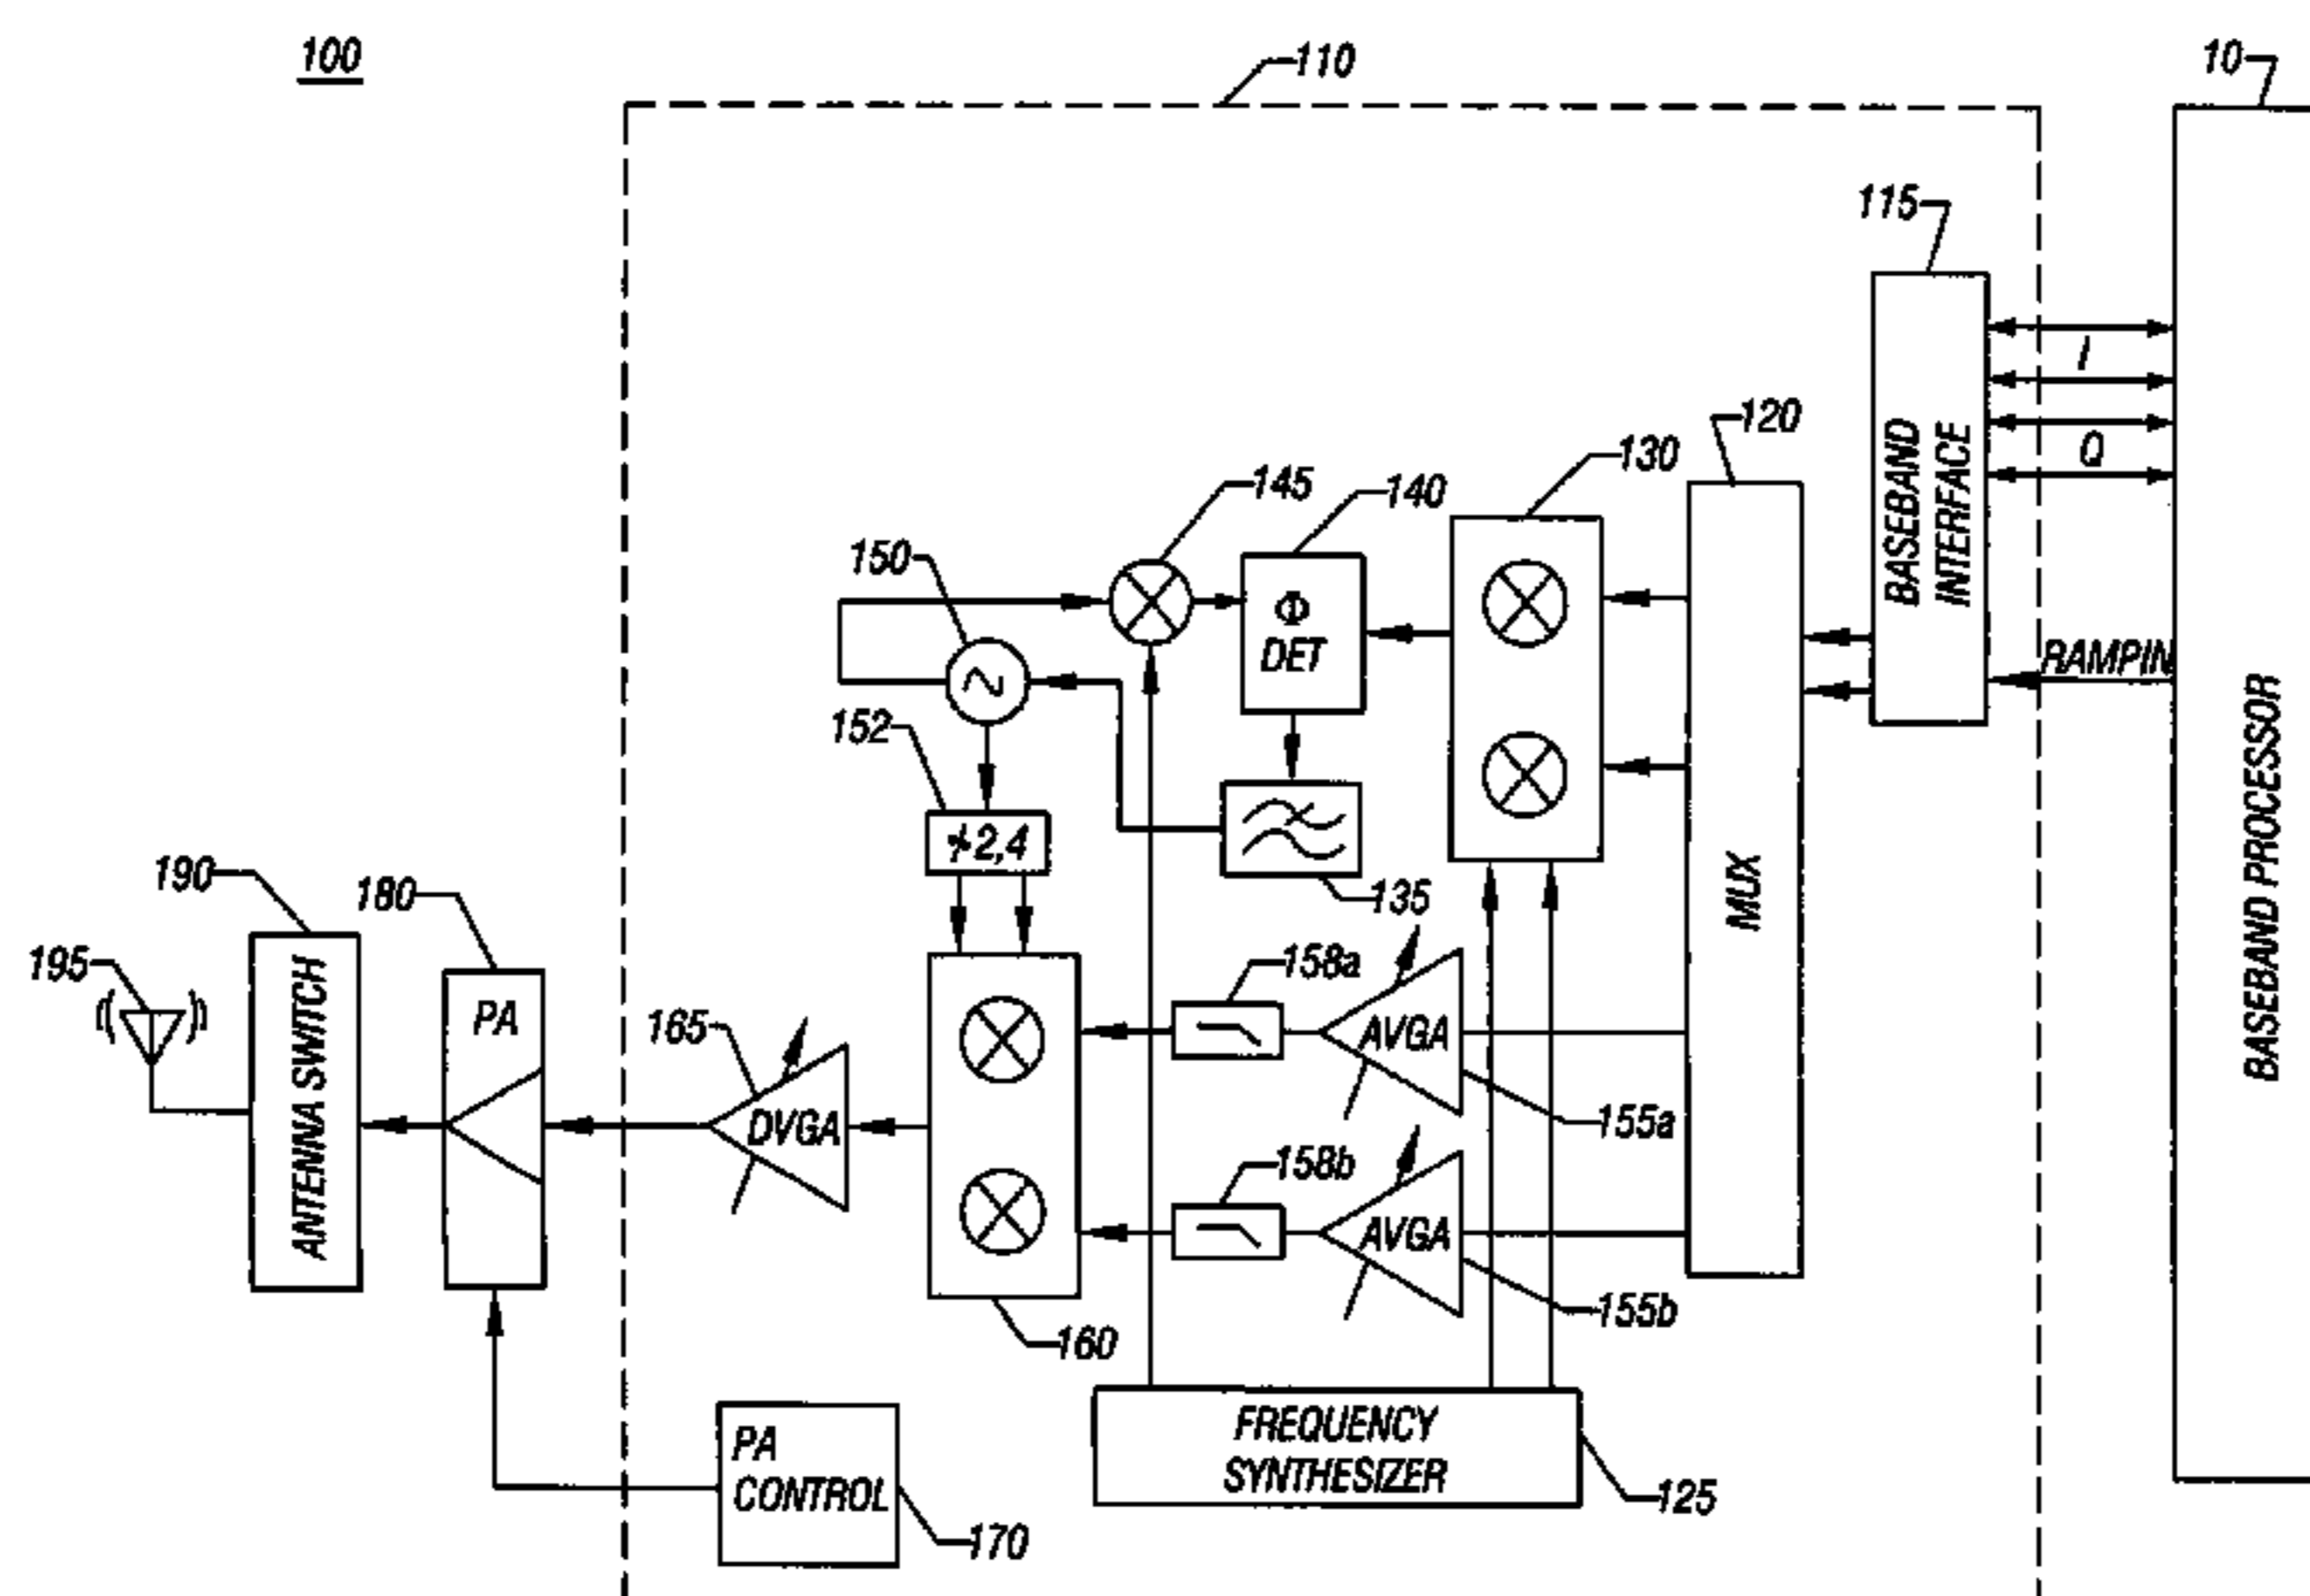 100
110
10
115
I
120
BASEBAND
INTERFACE
Q
130
145
140
150
Φ
DET
RAMPIN
152
BASEBAND PROCESSOR
÷2,4
MUX
190
180
135
195
158a
ANTENNA SWITCH
PA
165
AVGA
DVGA
155a
158b
AVGA
155b
160
FREQUENCY
SYNTHESIZER
PA
CONTROL
125
170